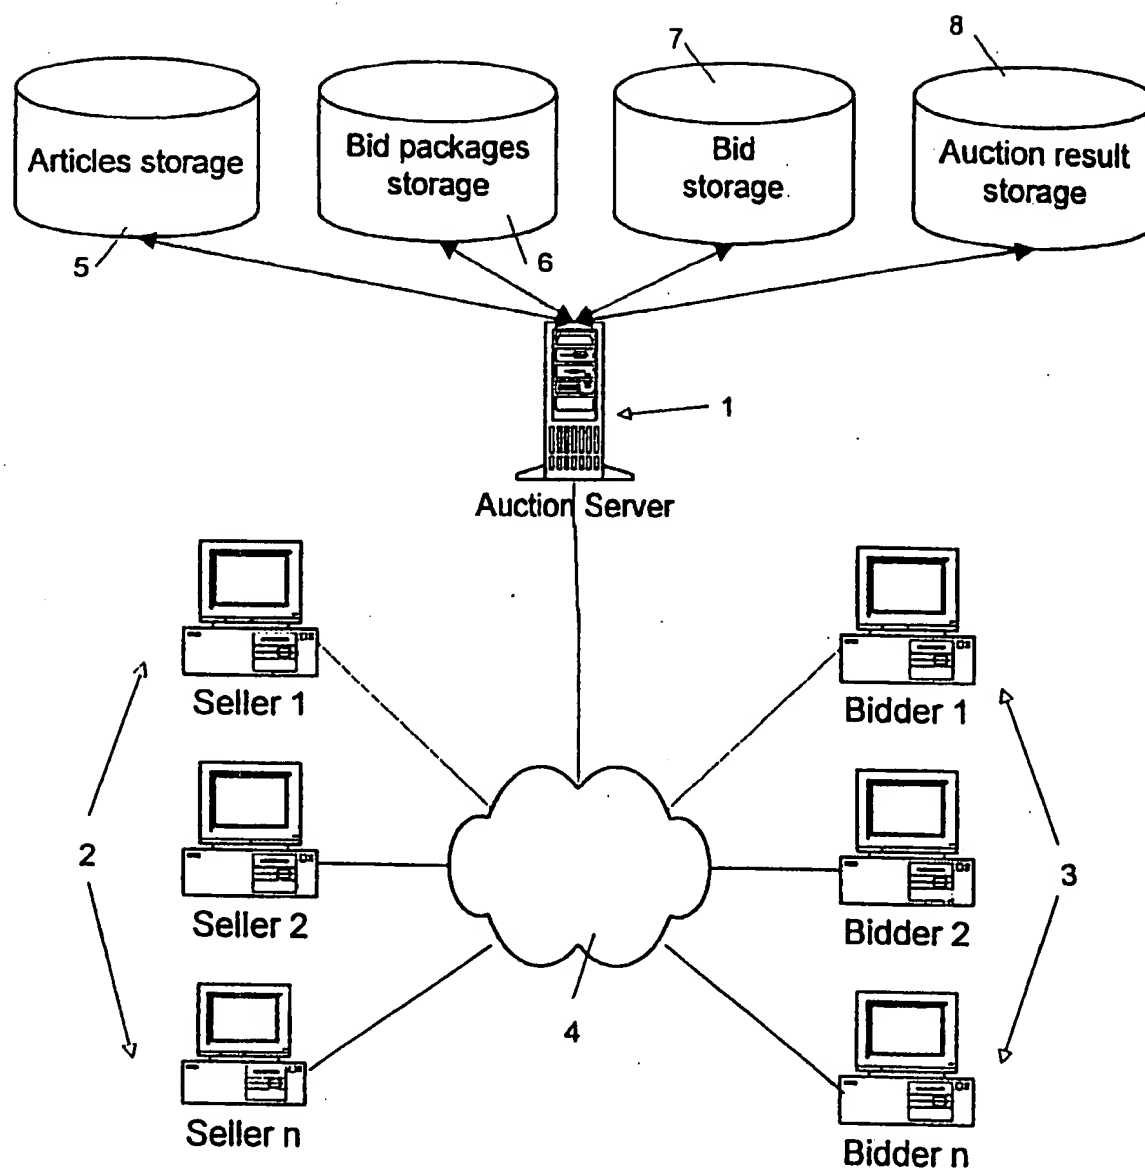 7
8
Articles storage
Bid packages
storage
Bid
storage
Auction result
storage
5
6
1
Auction Server
Seller 1
Bidder 1
2
3
Seller 2
Bidder 2
4
Seller n
Bidder n